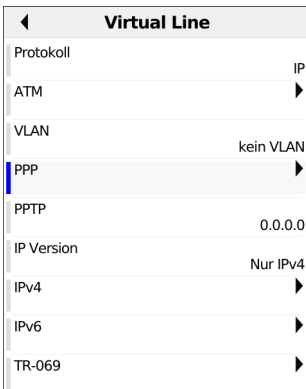 Virtual Line
Protokoll
IP
ATM
VLAN
kein VLAN
PPP
PPTP
0.0.0.0
IP Version
Nur IPv4
IPv4
IPv6
TR-069